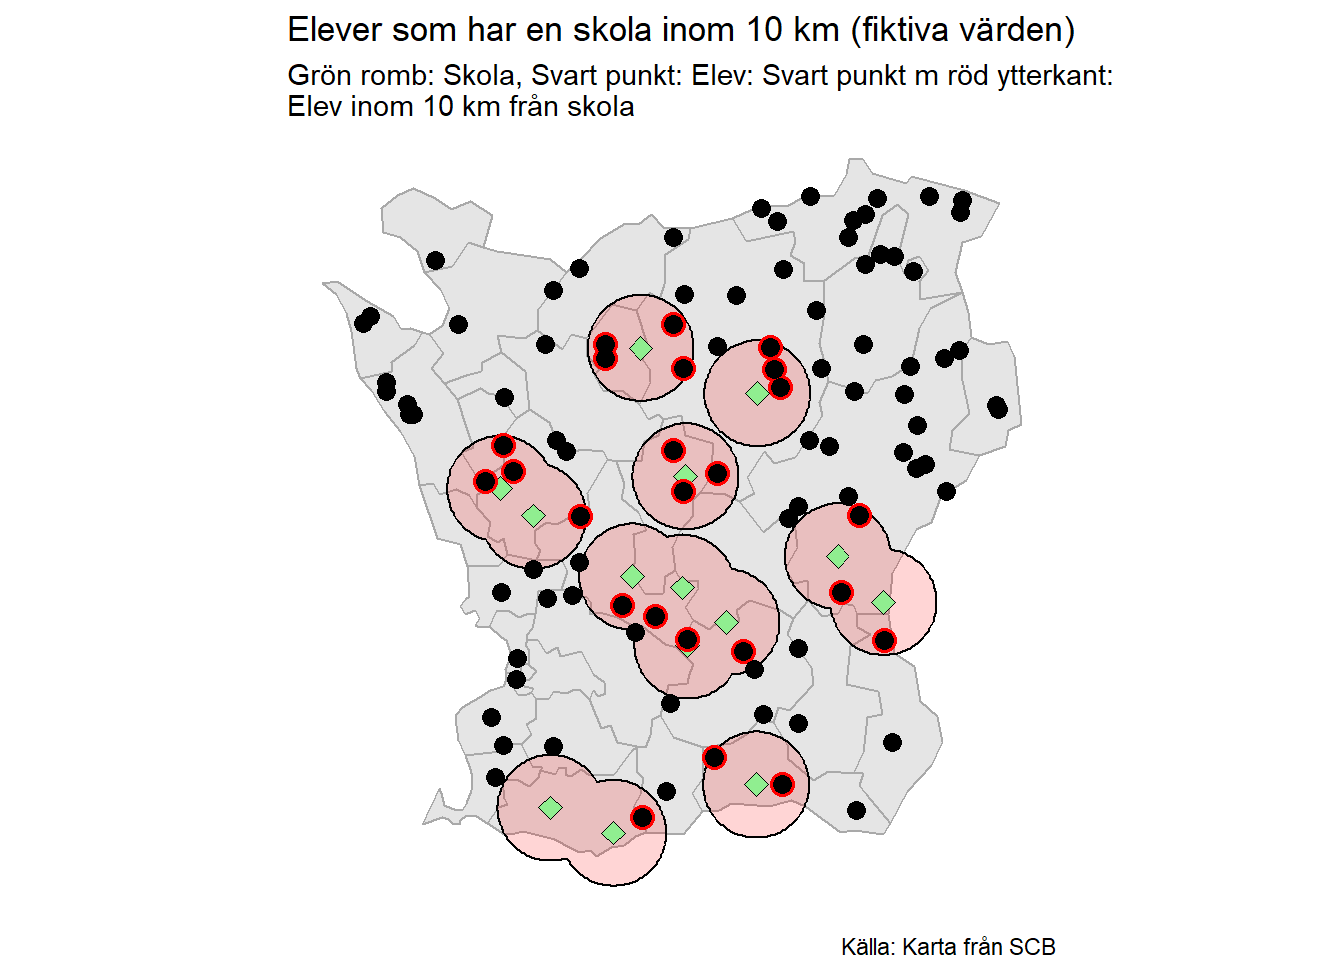 Elever som har en skola inom 10 km (fiktiva värden)
Grön romb: Skola, Svart punkt: Elev: Svart punkt m röd ytterkant:
Elev inom 10 km från skola
Källa: Karta från SCB